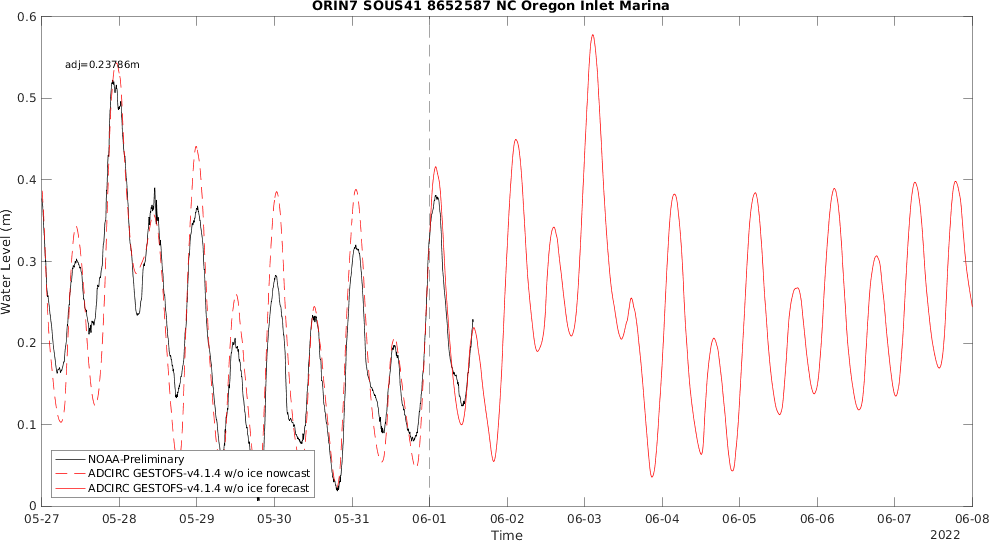 ORIN7 SOUS41 8652587 NC Oregon Inlet Marina
0.6
adj=0.23786m
0.5
0.4
0.3
0.2
0.1
0
Water Level (m)
NOAA-Preliminary
ADCIRC GESTOFS-v4.1.4 w/o ice nowcast
ADCIRC GESTOFS-v4.1.4 w/o ice forecast
05-27 05-28 05-29 05-30 05-31 06-01 06-02 06-03 06-04 06-05 06-06 06-07 06-08
Time
2022